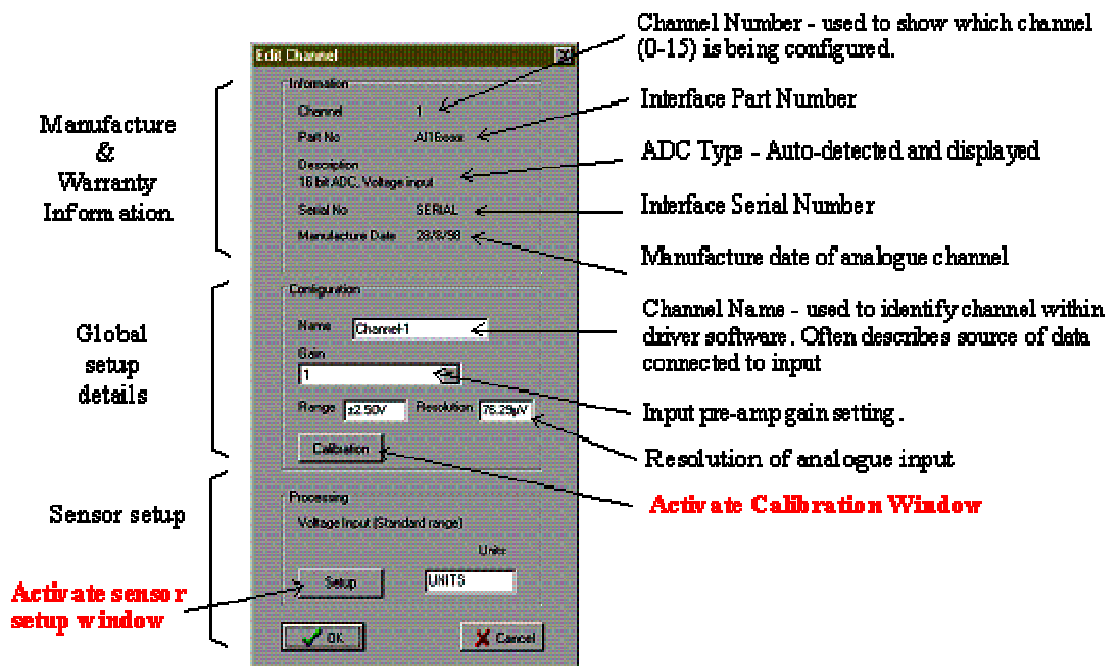 Channel Number - used to show which channel
(0-15) is being configured.
Edit Channel
Information
Channel 1
Interface Part Number
Part No AI16xxx
Manufacture
&
Warranty
Information.
ADC Type - Auto-detected and displayed
Description
16 bit ADC, Voltage input
Serial No SERIAL
Interface Serial Number
Manufacture Date 28/8/98
Manufacture date of analogue channel
Configuration
Name Channel-1
Channel Name - used to identify channel within
driver software. Often describes source of data
connected to input
Global
setup
details
Gain
1
Input pre-amp gain setting.
Range ±2.50V Resolution 76.29µV
Resolution of analogue input
Calibration
Activate Calibration Window
Sensor setup
Processing
Voltage Input (Standard range)
Units
Setup UNITS
Activate sensor
setup window
OK Cancel